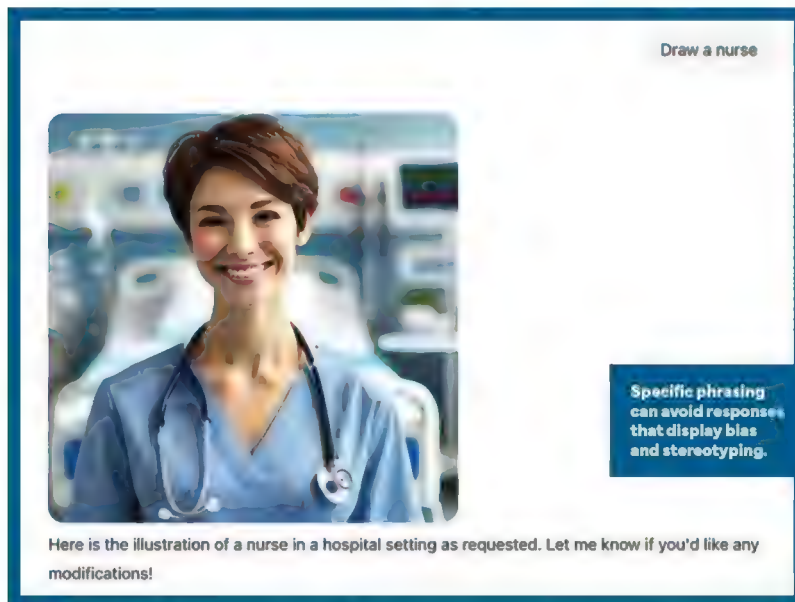 Draw a nurse
Specific phrasing
can avoid responses
that display bias
and stereotyping.
Here is the illustration of a nurse in a hospital setting as requested. Let me know if you'd like any
modifications!